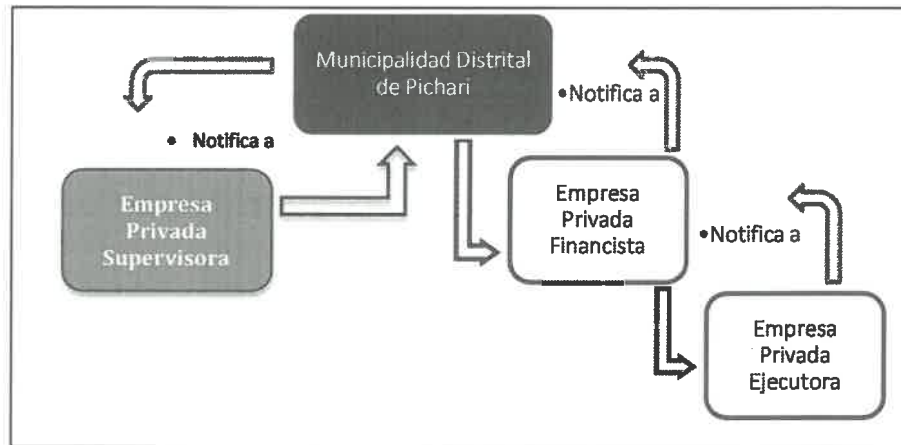 Municipalidad Distrital
de Pichari
•Notifica a
• Notifica a
Empresa
Privada
Supervisora
Empresa
Privada
Financista
•Notifica a
Empresa
Privada
Ejecutora